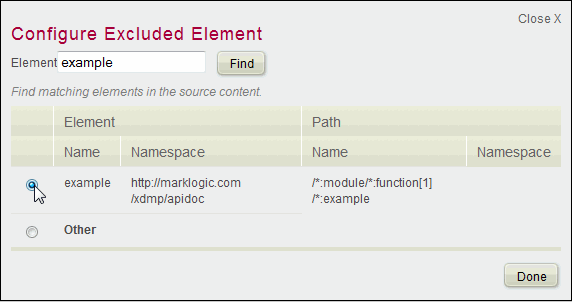 Close X
Configure Excluded Element
Element example Find
Find matching elements in the source content.
Element Path
Name Namespace Name Namespace
example http://marklogic.com /*:module/*:function[1]
/xdmp/apidoc /*:example
Other
Done